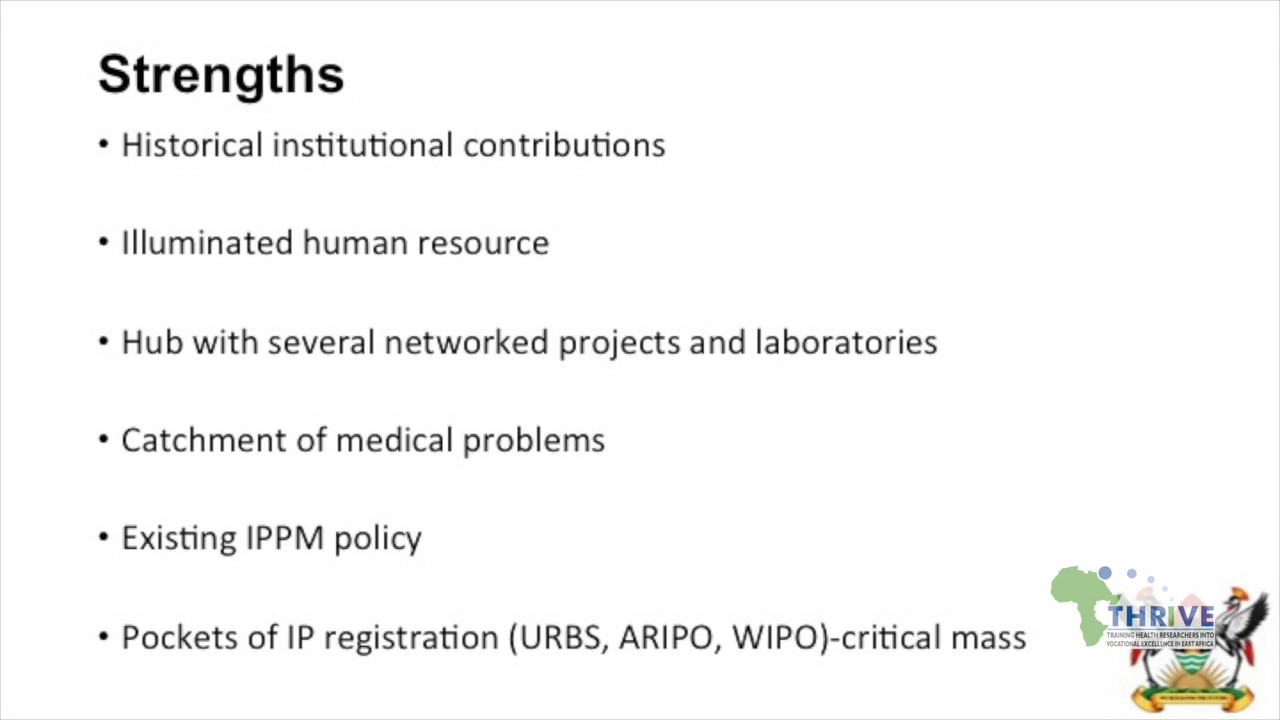 Strengths
• Historical institutional contributions
• Illuminated human resource
• Hub with several networked projects and laboratories
• Catchment of medical problems
• Existing IPPM policy
• Pockets of IP registration (URBS, ARIPO, WIPO)-critical mass
THRIVE
TRAINING HEALTH RESEARCHERS INTO
VOCATIONAL EXCELLENCE IN EAST AFRICA